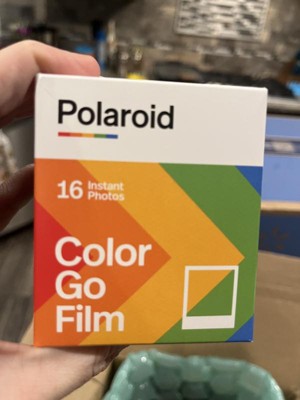 Polaroid
16 Instant
Photos
Color
Go
Film